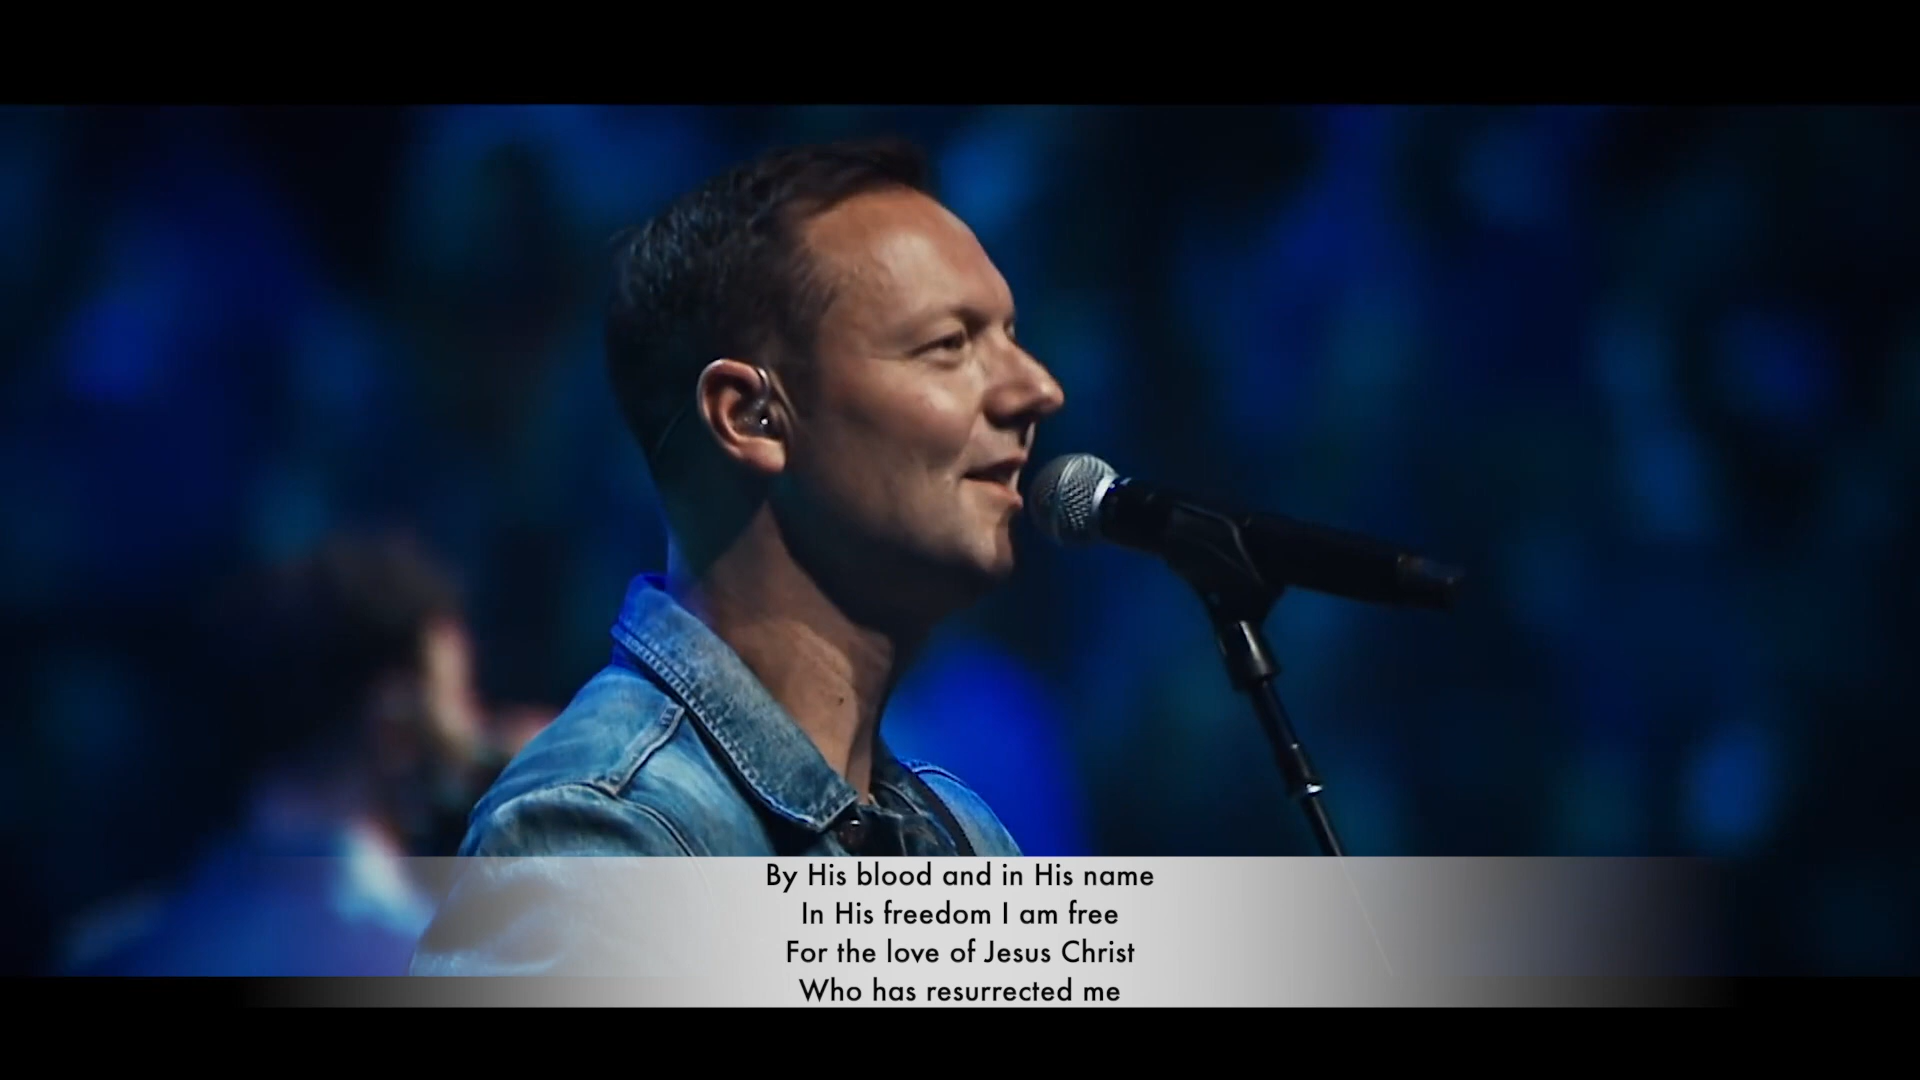 By His blood and in His name
In His freedom I am free
For the love of Jesus Christ
Who has resurrected me